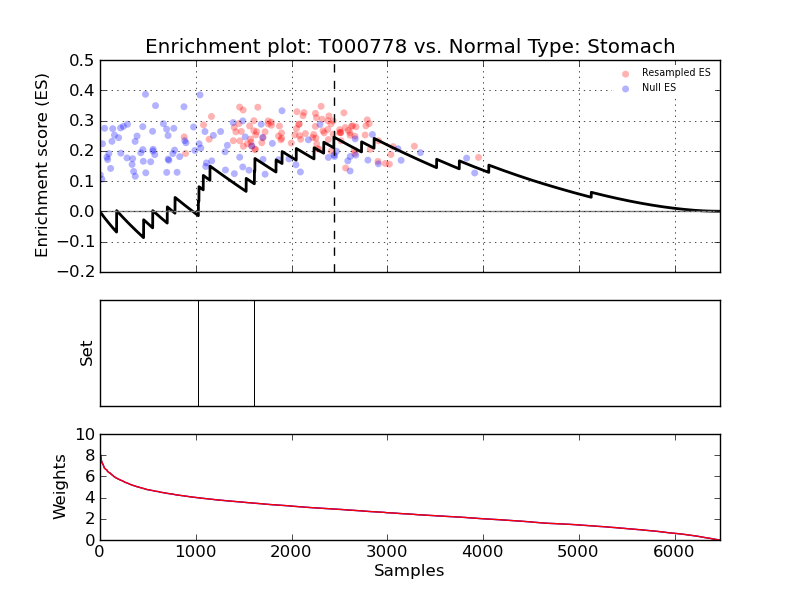 Enrichment plot: T000778 vs. Normal Type: Stomach
Enrichment score (ES)
0.5
0.4
0.3
0.2
0.1
0.0
−0.1
−0.2
Resampled ES
Null ES
Set
Weights
10
8
6
4
2
0
0 1000 2000 3000 4000 5000 6000
Samples